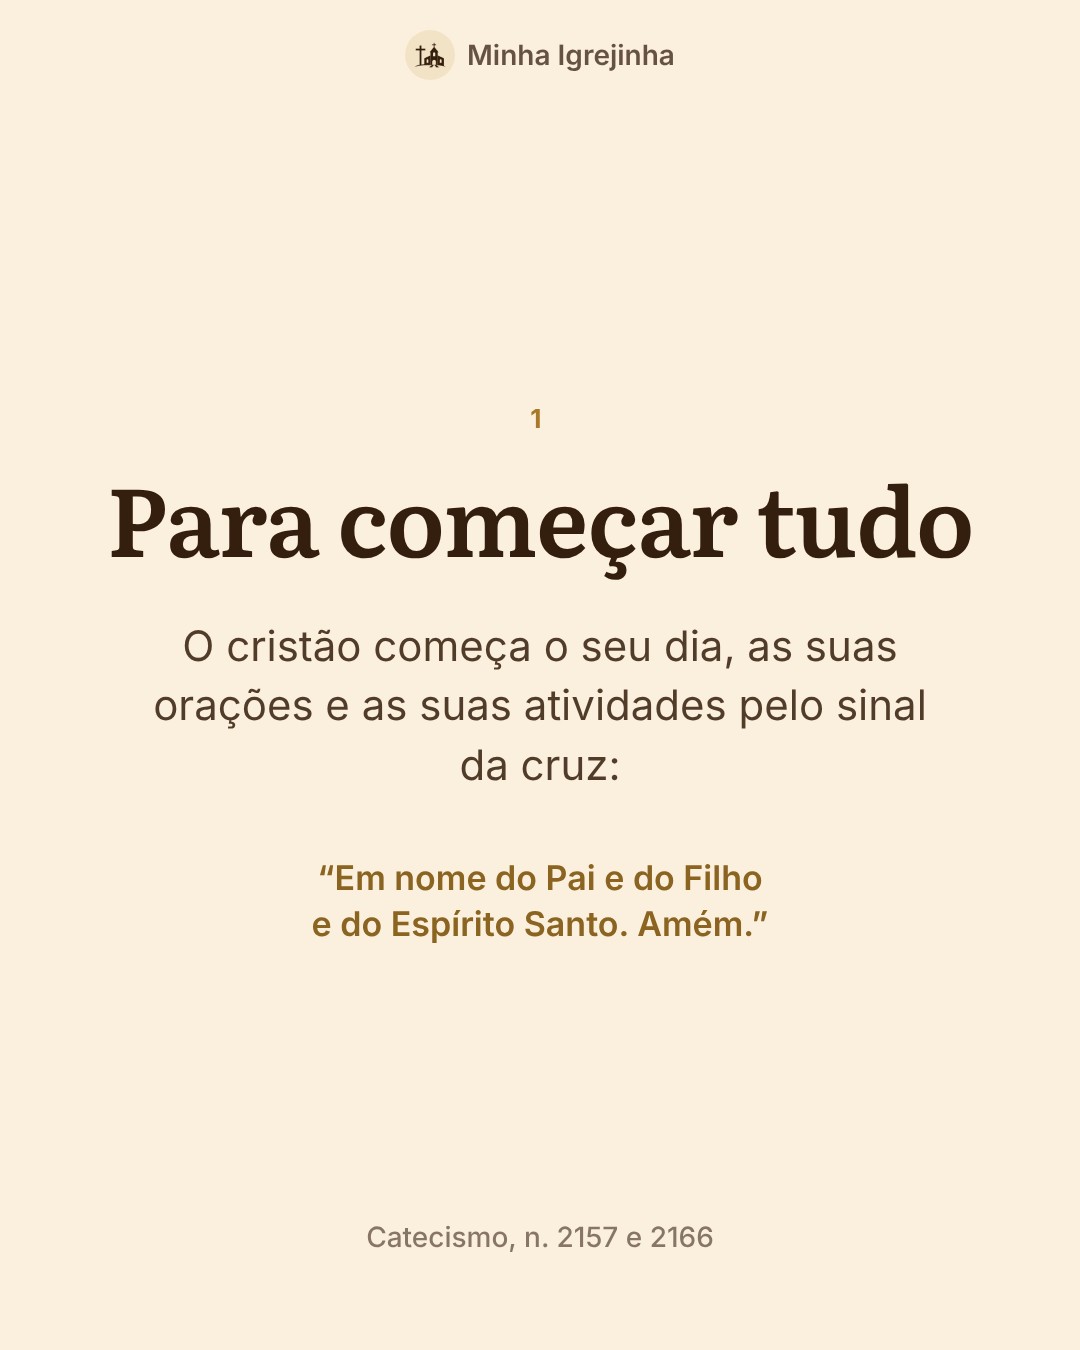 Minha Igrejinha
1
Para começar tudo
O cristão começa o seu dia, as suas
orações e as suas atividades pelo sinal
da cruz:
“Em nome do Pai e do Filho
e do Espírito Santo. Amém.”
Catecismo, n. 2157 e 2166